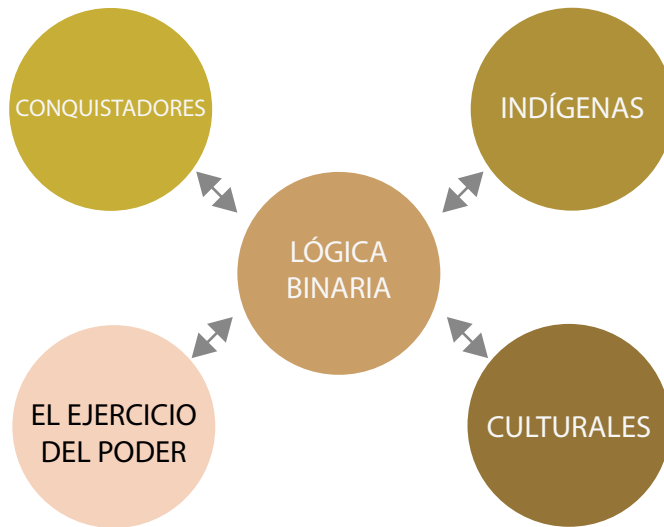 CONQUISTADORES
INDÍGENAS
LÓGICA
BINARIA
EL EJERCICIO
DEL PODER
CULTURALES